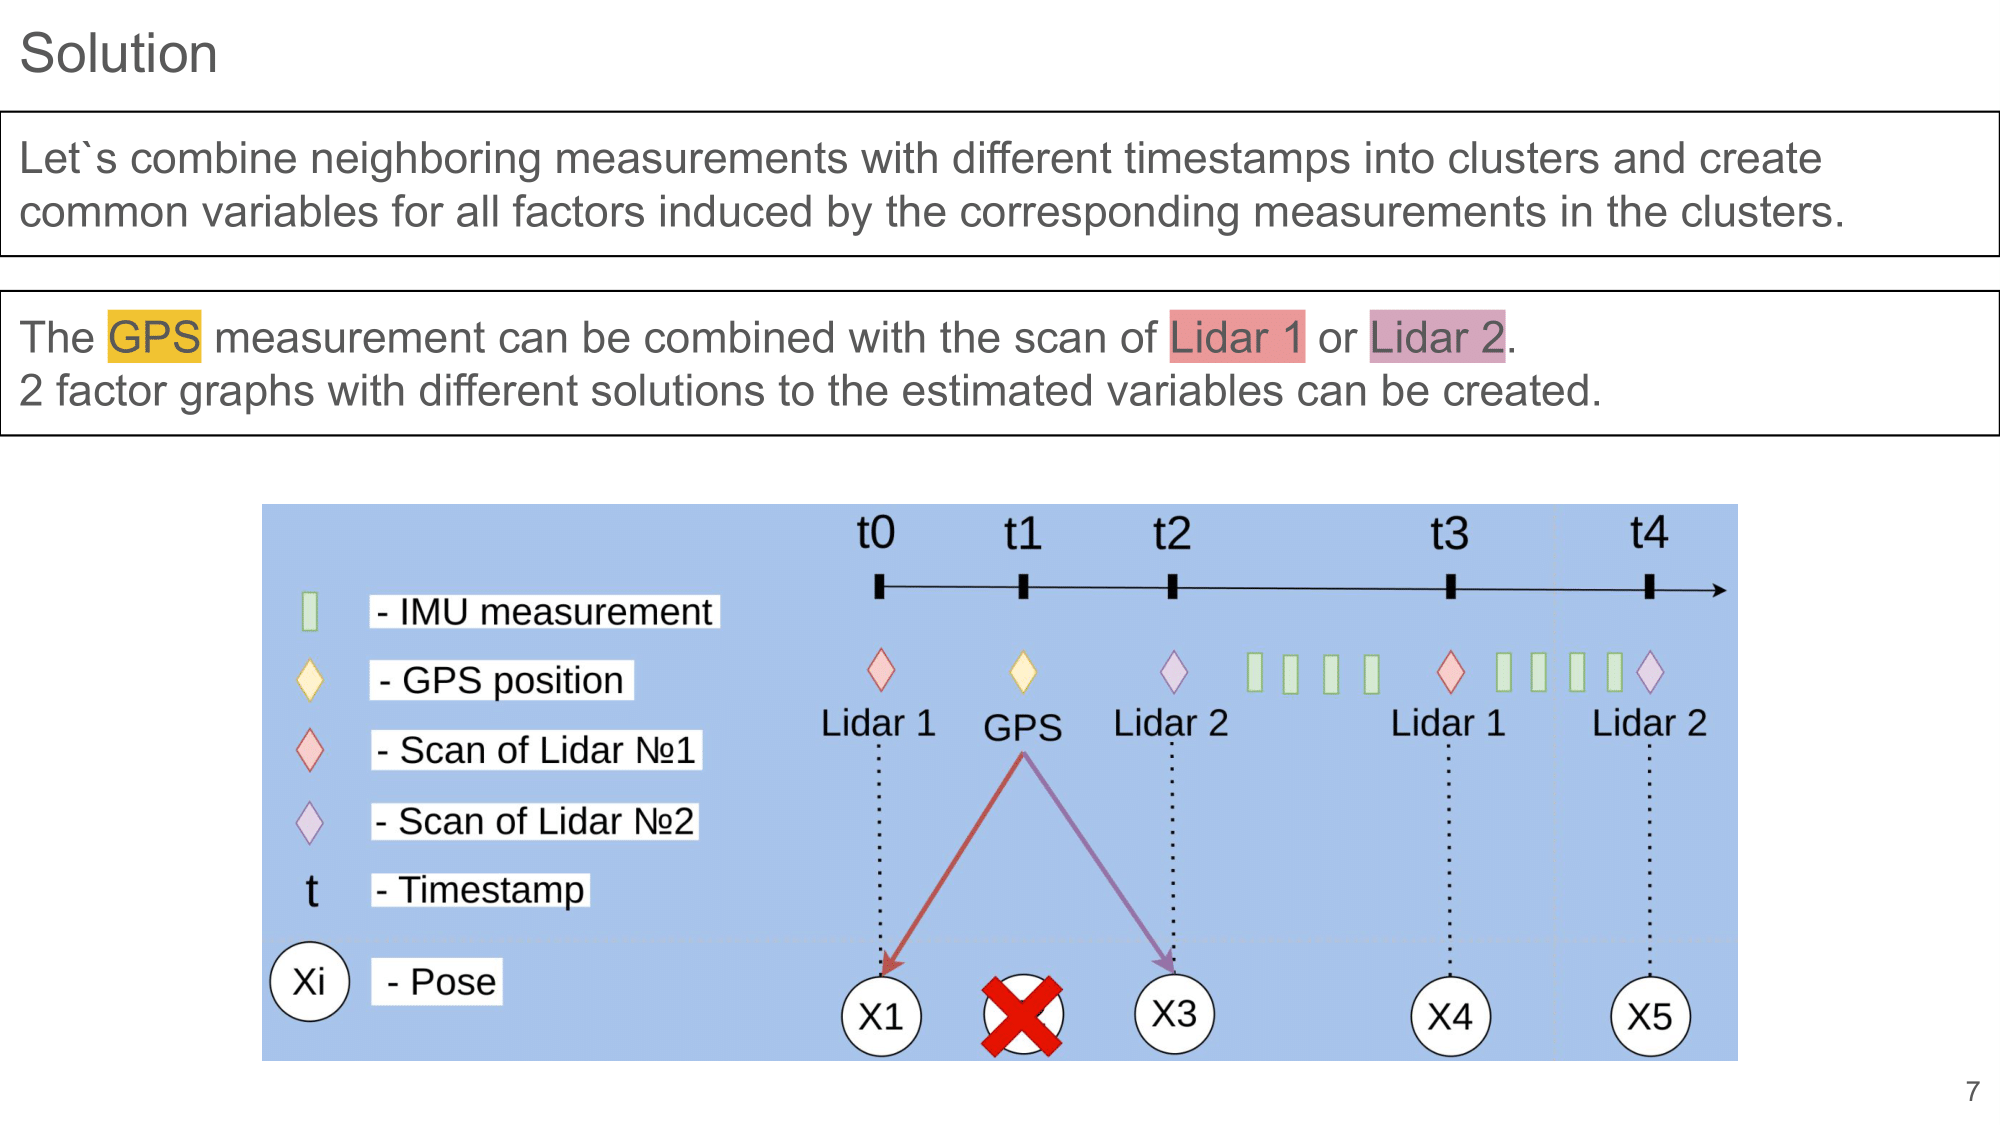 Solution
Let`s combine neighboring measurements with different timestamps into clusters and create
common variables for all factors induced by the corresponding measurements in the clusters.
The GPS measurement can be combined with the scan of Lidar 1 or Lidar 2.
2 factor graphs with different solutions to the estimated variables can be created.
t0 t1 t2 t3 t4
- IMU measurement
- GPS position
- Scan of Lidar №1
- Scan of Lidar №2
t - Timestamp
Xi - Pose
Lidar 1 GPS Lidar 2 Lidar 1 Lidar 2
X1 X3 X4 X5
7